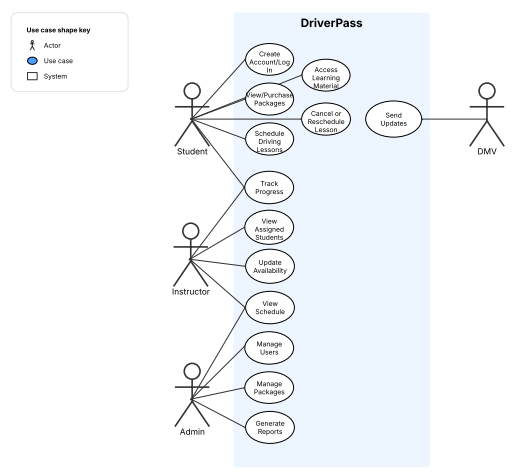 DriverPass
Use case shape key
Actor
Use case
System
Create
Account/Log
In
Access
Learning
Material
View/Purchase
Packages
Cancel or
Reschedule
Lesson
Send
Updates
Schedule
Driving
Lessons
Student
DMV
Track
Progress
View
Assigned
Students
Update
Availability
Instructor
View
Schedule
Manage
Users
Manage
Packages
Generate
Reports
Admin